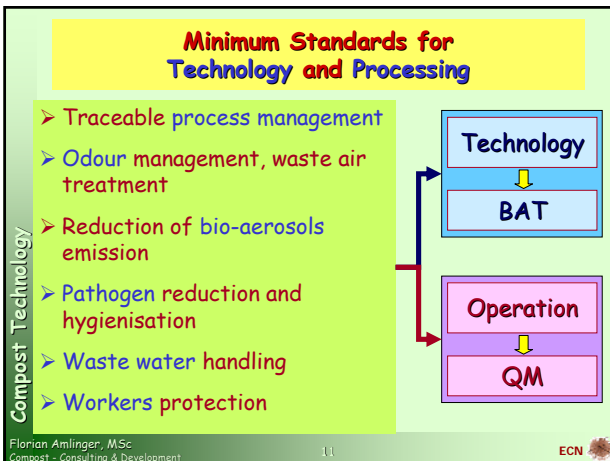 Minimum Standards for
Technology and Processing
Traceable process management
Odour management, waste air
treatment
Reduction of bio-aerosols
emission
Pathogen reduction and
hygienisation
Waste water handling
Workers protection
Technology
BAT
Operation
QM
Compost Technology
Florian Amlinger, MSc
Compost - Consulting & Development
11
ECN